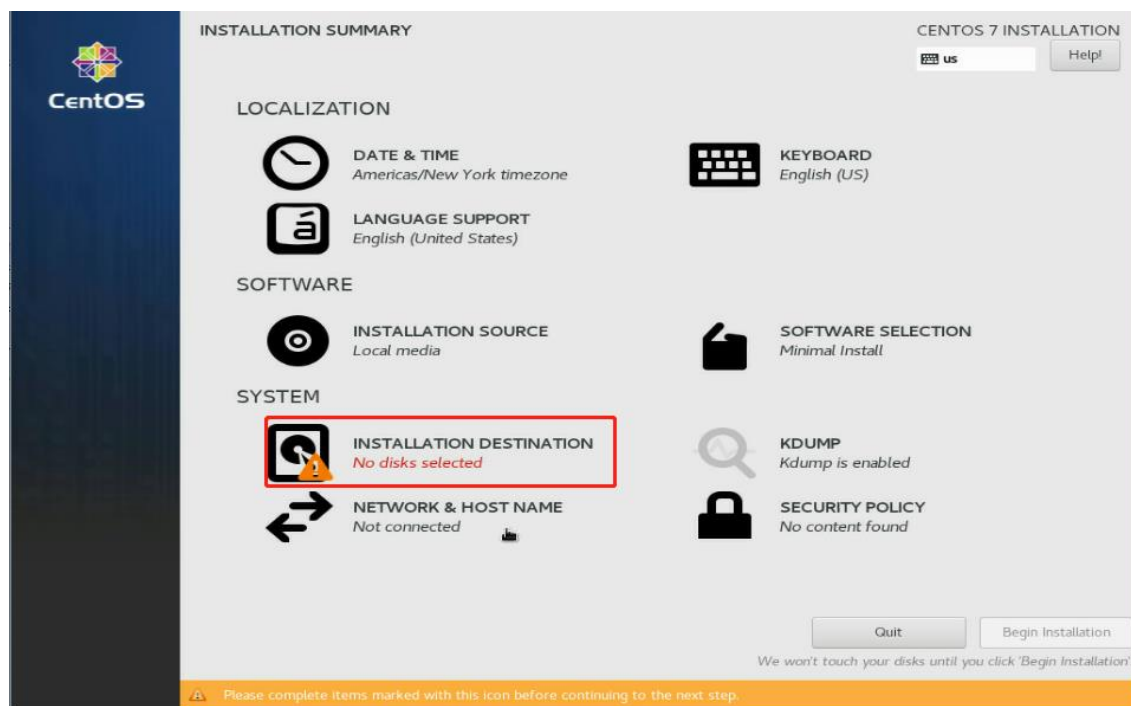 INSTALLATION SUMMARY
CENTOS 7 INSTALLATION
us
Help!
CentOS
LOCALIZATION
DATE & TIME
Americas/New York timezone
KEYBOARD
English (US)
á
LANGUAGE SUPPORT
English (United States)
SOFTWARE
INSTALLATION SOURCE
Local media
SOFTWARE SELECTION
Minimal Install
SYSTEM
INSTALLATION DESTINATION
No disks selected
KDUMP
Kdump is enabled
NETWORK & HOST NAME
Not connected
SECURITY POLICY
No content found
Quit
Begin Installation
We won't touch your disks until you click 'Begin Installation'
Please complete items marked with this icon before continuing to the next step.